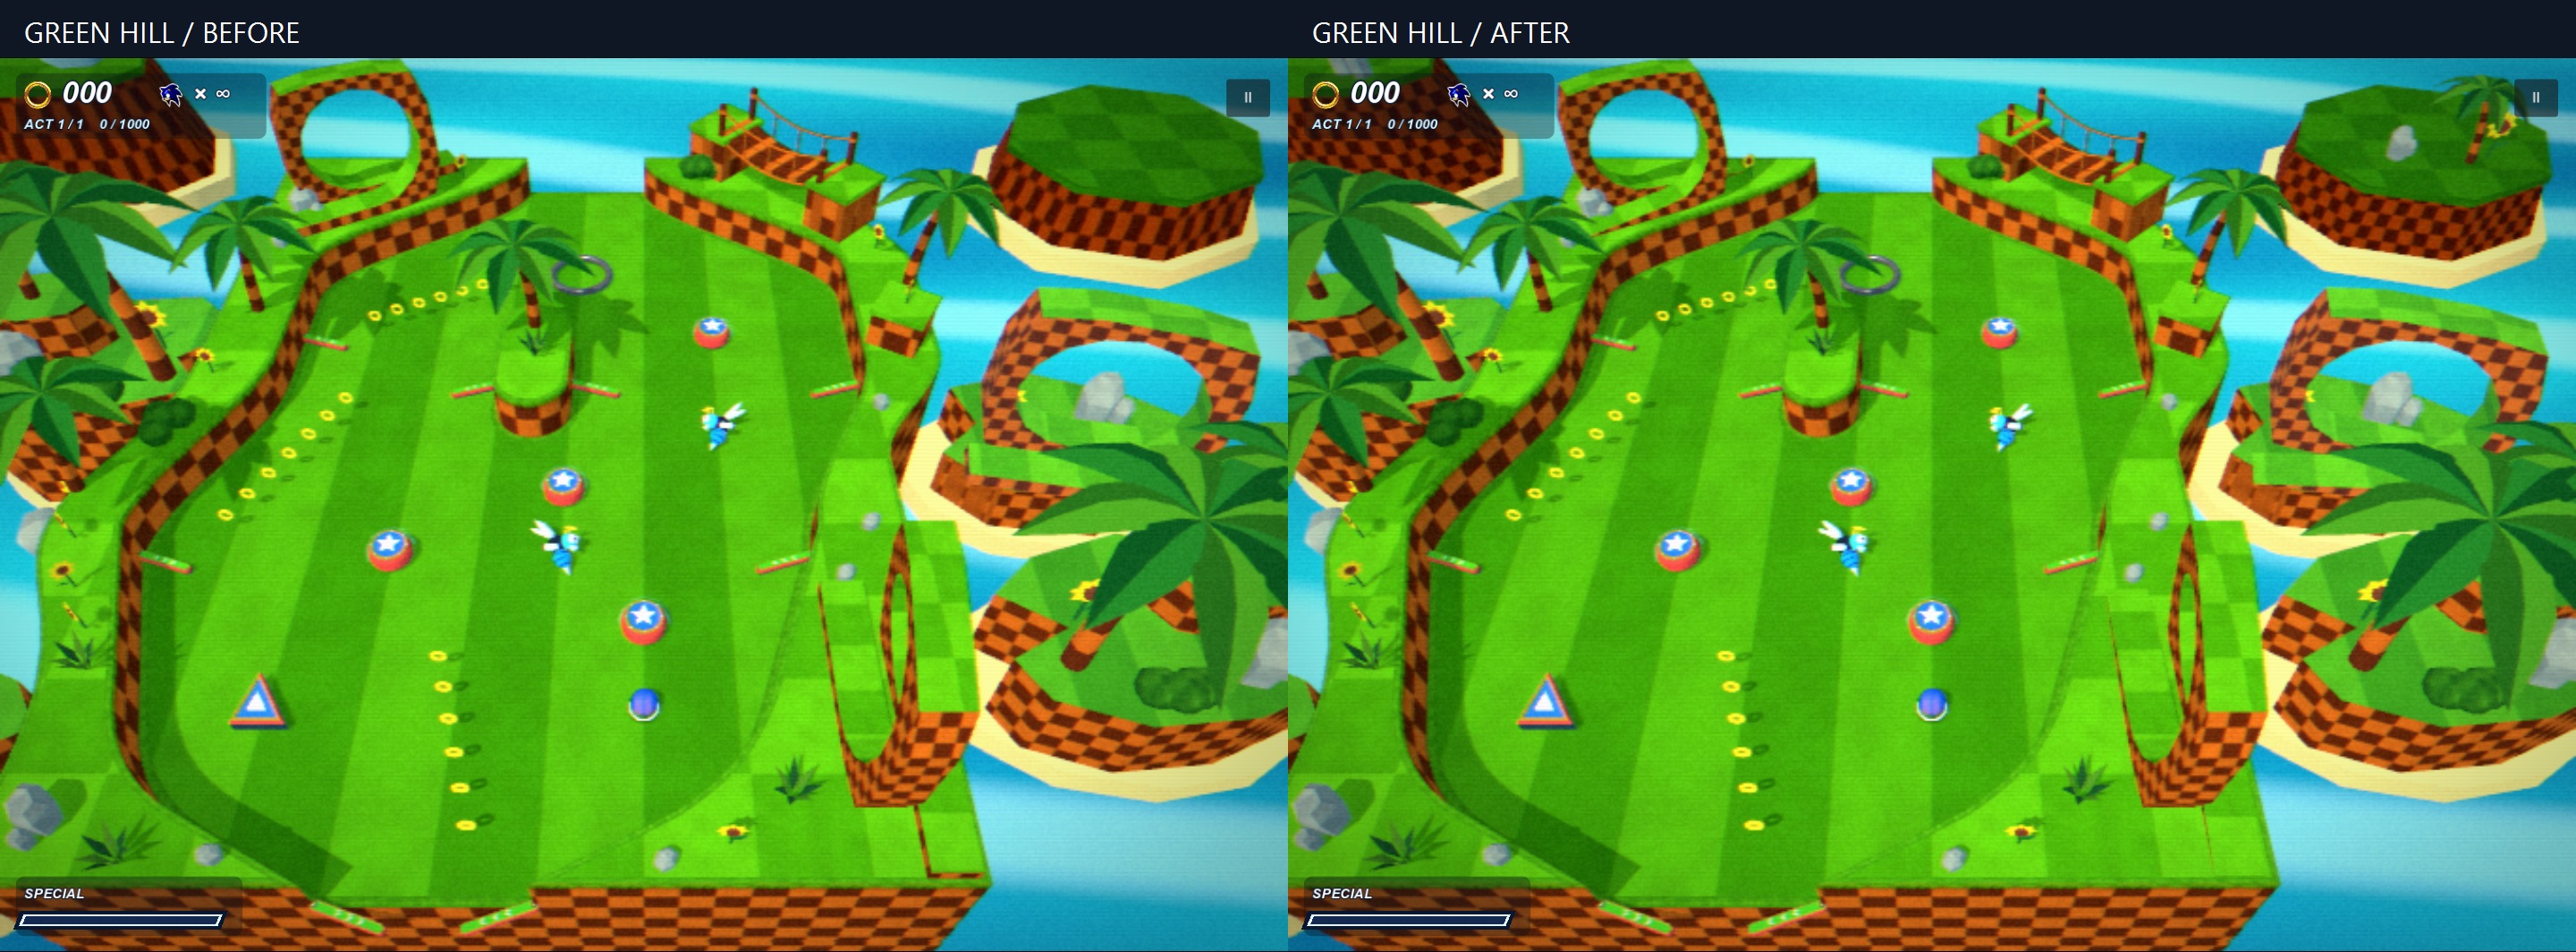 GREEN HILL / BEFORE
000 × ∞
ACT 1 / 1 0 / 1000
SPECIAL
GREEN HILL / AFTER
000 × ∞
ACT 1 / 1 0 / 1000
SPECIAL